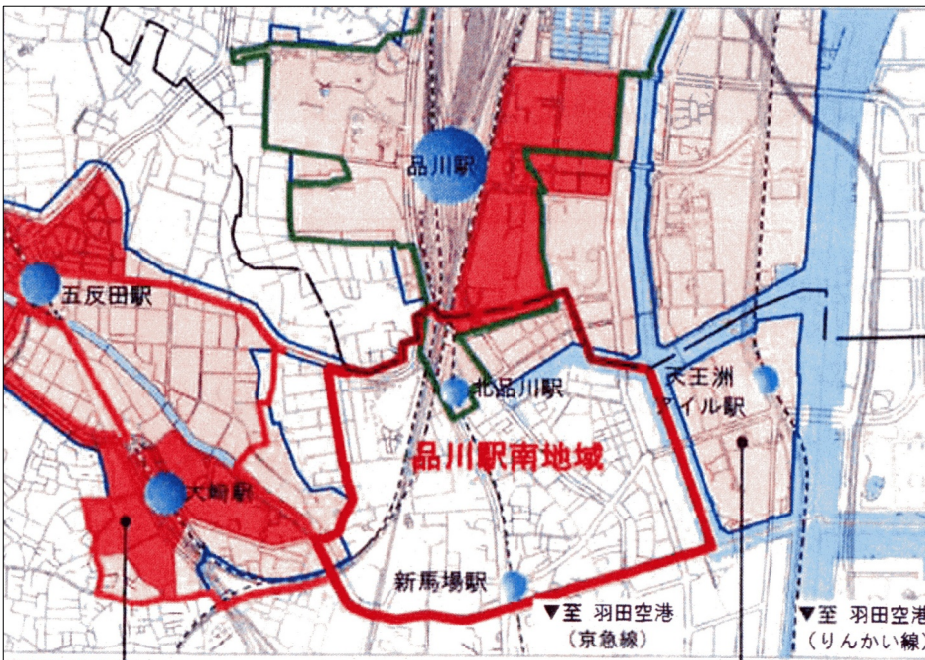 品川駅
五反田駅
天王洲
アイル駅
北品川駅
品川駅南地域
大崎駅
新馬場駅
▼至 羽田空港
(京急線)
▼至 羽田空港
(りんかい線)